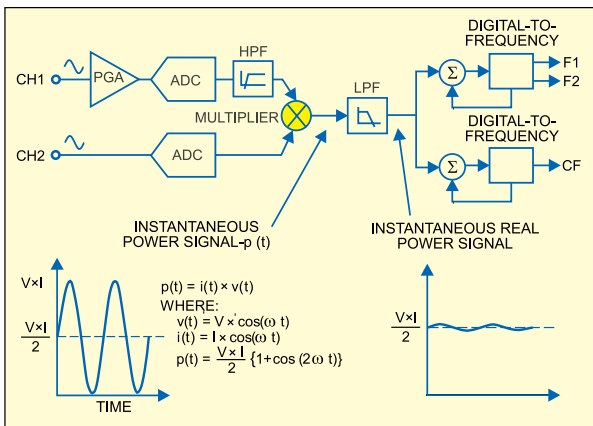 DIGITAL-TO-
FREQUENCY
F1
F2
HPF
LPF
CH1
PGA
ADC
Σ
MULTIPLIER
DIGITAL-TO-
FREQUENCY
CH2
ADC
Σ
CF
INSTANTANEOUS
POWER SIGNAL-p (t)
INSTANTANEOUS REAL
POWER SIGNAL
V×I
V×I
2
TIME
p(t) = i(t) × v(t)
WHERE:
v(t) = V × cos(ω t)
i(t) = I × cos(ω t)
p(t) = V × I / 2 {1+cos (2ω t)}
V×I
2